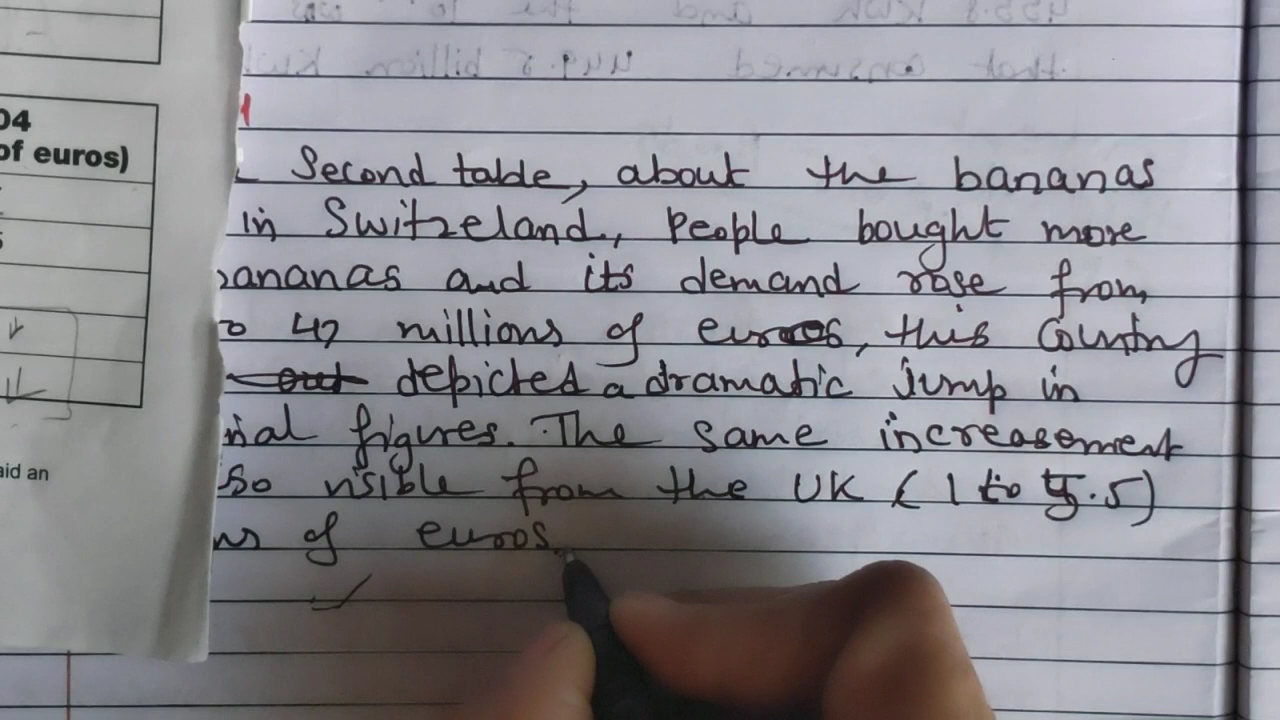 04
of euros)
aid an
Second table, about the bananas
in Switzeland, People bought more
ananas and its demand rose from
o 47 millions of euros, this Country
out depicted a dramatic jump in
figures. The same increasement
so visible from the UK (1 to 5.5)
ns of euros.